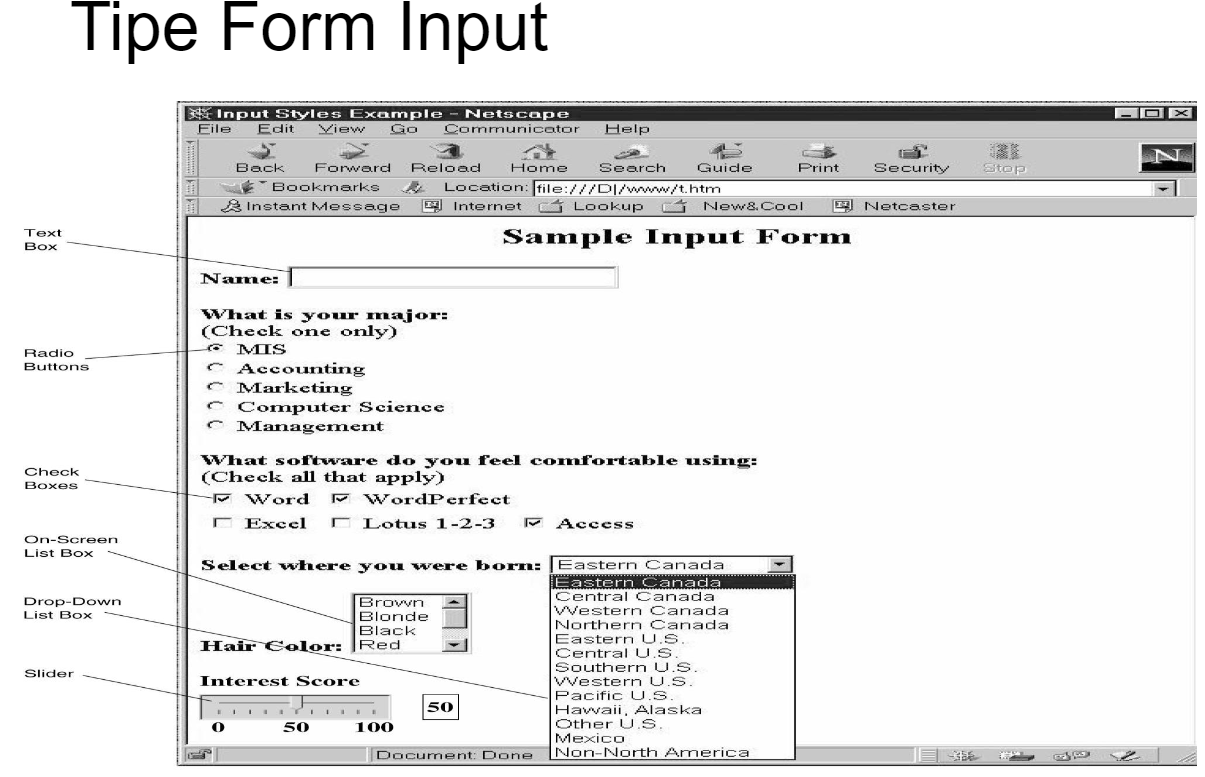 Tipe Form Input
Input Styles Example - Netscape
File Edit View Go Communicator Help
Back Forward Reload Home Search Guide Print Security Stop
N
Bookmarks Location: file:///D|/www/t.htm
Instant Message Internet Lookup New&Cool Netcaster
Sample Input Form
Text
Box
Name:
What is your major:
(Check one only)
Radio
Buttons
MIS
Accounting
Marketing
Computer Science
Management
What software do you feel comfortable using:
(Check all that apply)
Check
Boxes
Word WordPerfect
Excel Lotus 1-2-3 Access
On-Screen
List Box
Select where you were born: Eastern Canada
Eastern Canada
Central Canada
Western Canada
Northern Canada
Eastern U.S.
Central U.S.
Southern U.S.
Western U.S.
Pacific U.S.
Hawaii, Alaska
Other U.S.
Mexico
Non-North America
Drop-Down
List Box
Brown
Blonde
Black
Hair Color: Red
Slider
Interest Score
50
0 50 100
Document: Done